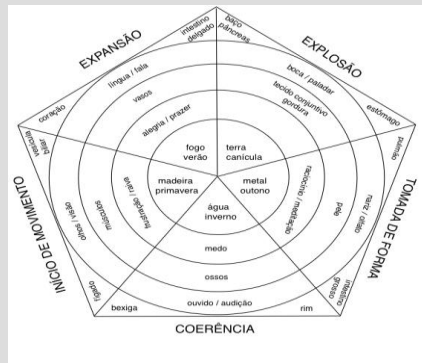 EXPANSÃO
EXPLOSÃO
TOMADA DE FORMA
COERÊNCIA
INÍCIO DE MOVIMENTO
intestino
delgado
baço
pâncreas
coração
língua / fala
boca / paladar
estômago
vasos
tecido conjuntivo
gordura
alegria / prazer
vesícula
biliar
pulmão
fogo
verão
terra
canícula
madeira
primavera
metal
outono
água
inverno
frustração / raiva
raciocínio / meditação
músculos
pele
olhos / visão
nariz / olfato
medo
ossos
ouvido / audição
fígado
bexiga
rim
intestino
grosso